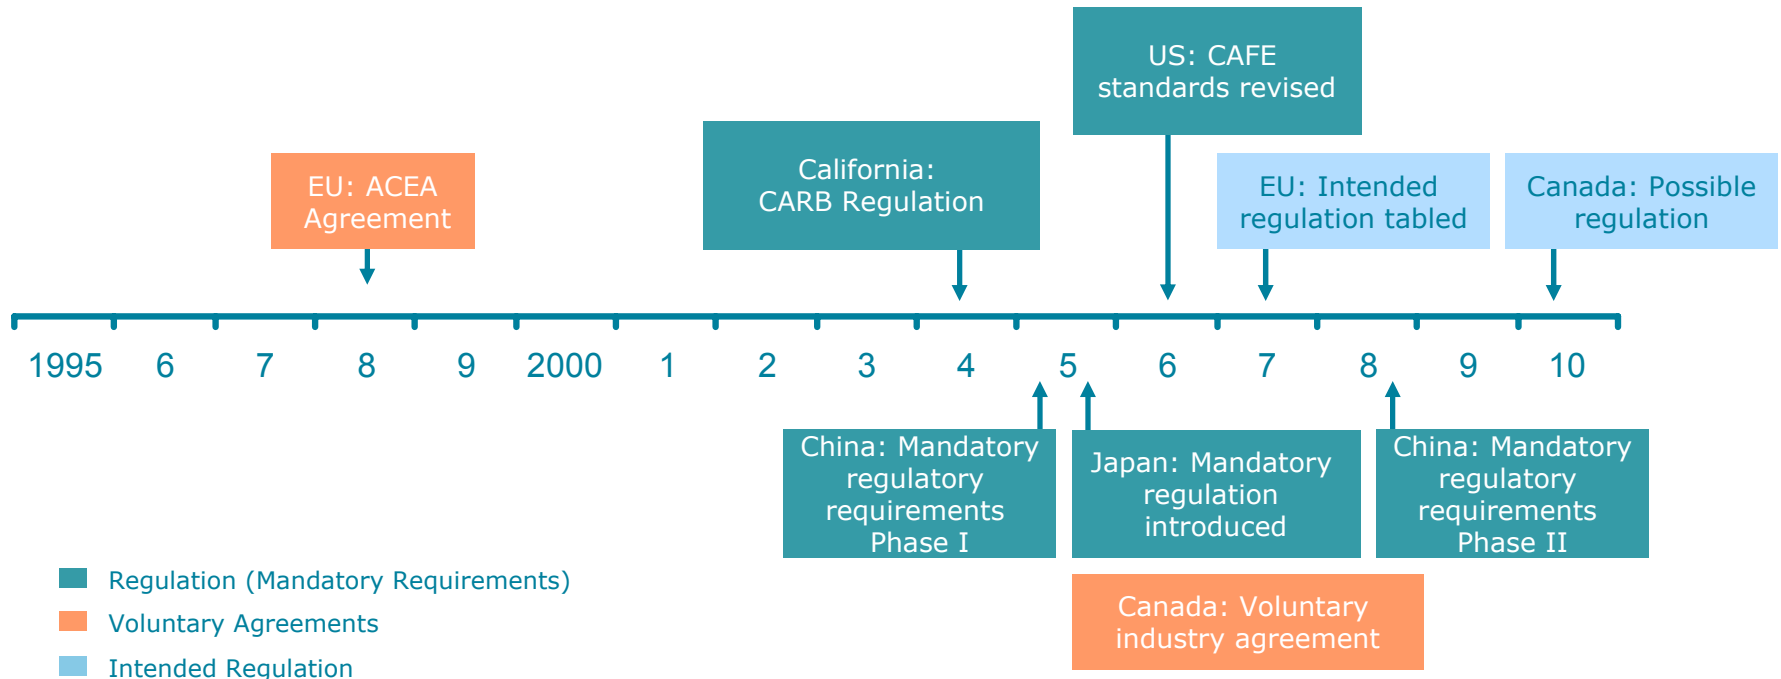 US: CAFE
standards revised
California:
CARB Regulation
EU: ACEA
Agreement
EU: Intended
regulation tabled
Canada: Possible
regulation
1995 6 7 8 9 2000 1 2 3 4 5 6 7 8 9 10
China: Mandatory
regulatory
requirements
Phase I
Japan: Mandatory
regulation
introduced
China: Mandatory
regulatory
requirements
Phase II
Canada: Voluntary
industry agreement
Regulation (Mandatory Requirements)
Voluntary Agreements
Intended Regulation